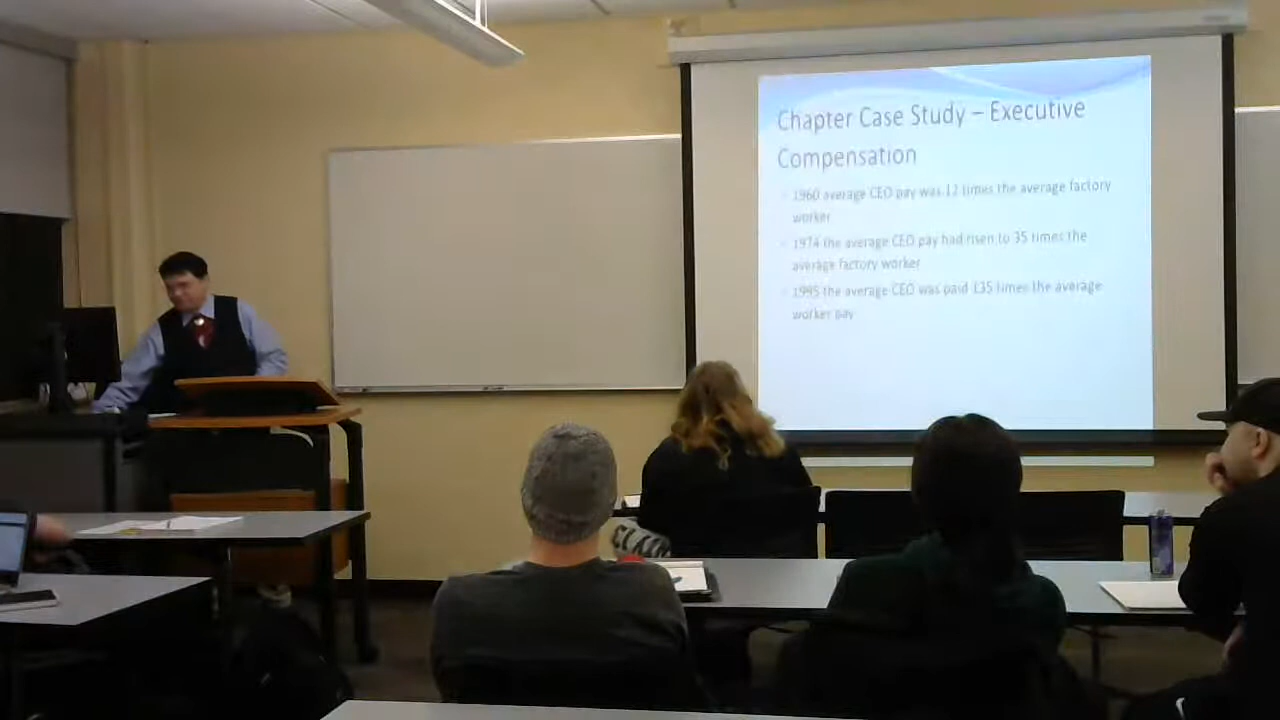 Chapter Case Study – Executive
Compensation
1960 average CEO pay was 12 times the average factory
worker
1974 the average CEO pay had risen to 35 times the
average factory worker
1995 the average CEO was paid 135 times the average
worker pay
CLAIM